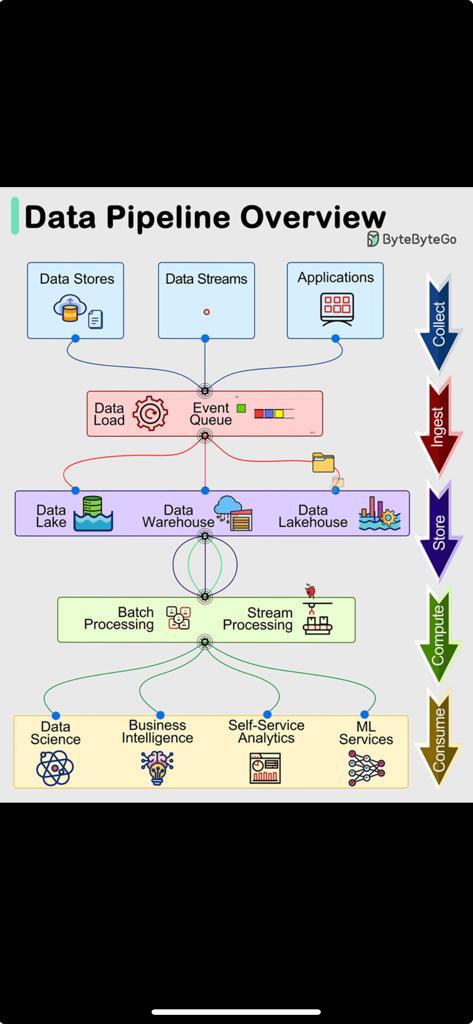 Data Pipeline Overview
ByteByteGo
Data Stores
Data Streams
Applications
Collect
Data
Load
Event
Queue
Ingest
Data
Lake
Data
Warehouse
Data
Lakehouse
Store
Batch
Processing
Stream
Processing
Compute
Data
Science
Business
Intelligence
Self-Service
Analytics
ML
Services
Consume